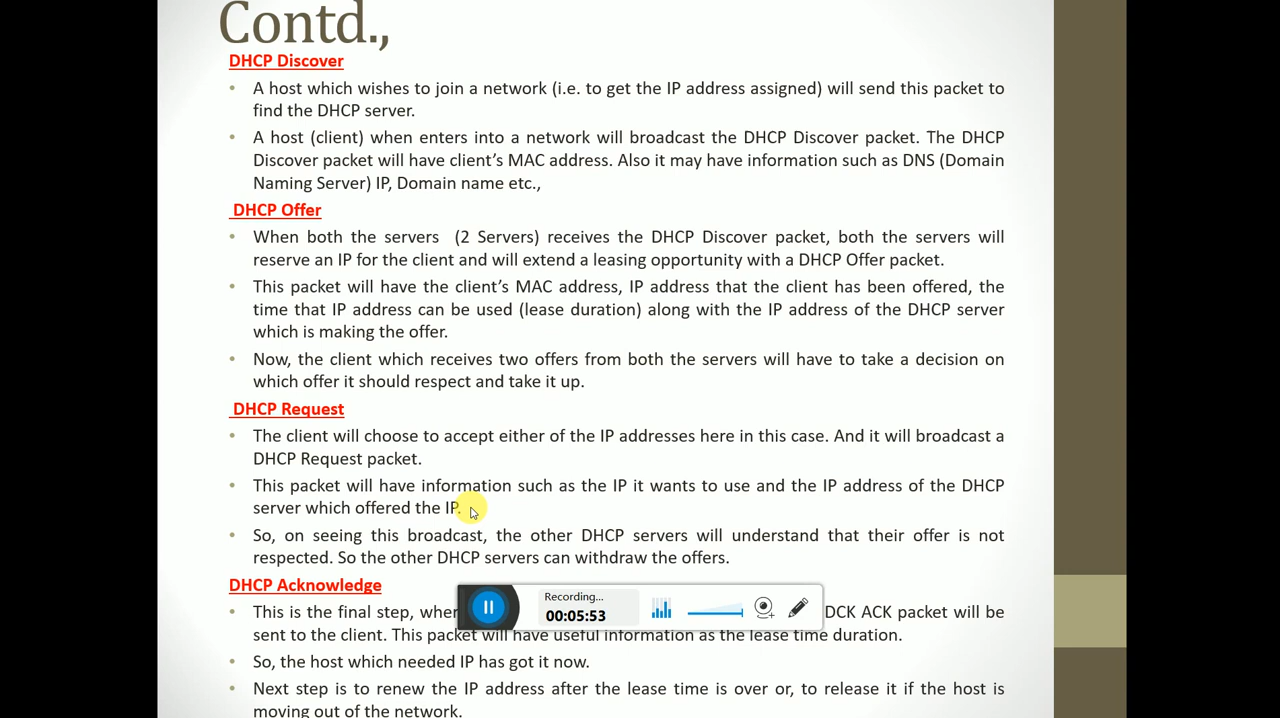 Contd.,
DHCP Discover
• A host which wishes to join a network (i.e. to get the IP address assigned) will send this packet to
find the DHCP server.
• A host (client) when enters into a network will broadcast the DHCP Discover packet. The DHCP
Discover packet will have client’s MAC address. Also it may have information such as DNS (Domain
Naming Server) IP, Domain name etc.,
DHCP Offer
• When both the servers (2 Servers) receives the DHCP Discover packet, both the servers will
reserve an IP for the client and will extend a leasing opportunity with a DHCP Offer packet.
• This packet will have the client’s MAC address, IP address that the client has been offered, the
time that IP address can be used (lease duration) along with the IP address of the DHCP server
which is making the offer.
• Now, the client which receives two offers from both the servers will have to take a decision on
which offer it should respect and take it up.
DHCP Request
• The client will choose to accept either of the IP addresses here in this case. And it will broadcast a
DHCP Request packet.
• This packet will have information such as the IP it wants to use and the IP address of the DHCP
server which offered the IP.
• So, on seeing this broadcast, the other DHCP servers will understand that their offer is not
respected. So the other DHCP servers can withdraw the offers.
DHCP Acknowledge
Recording...
00:05:53
• This is the final step, DCK ACK packet will be
sent to the client. This packet will have useful information as the lease time duration.
• So, the host which needed IP has got it now.
• Next step is to renew the IP address after the lease time is over or, to release it if the host is
moving out of the network.